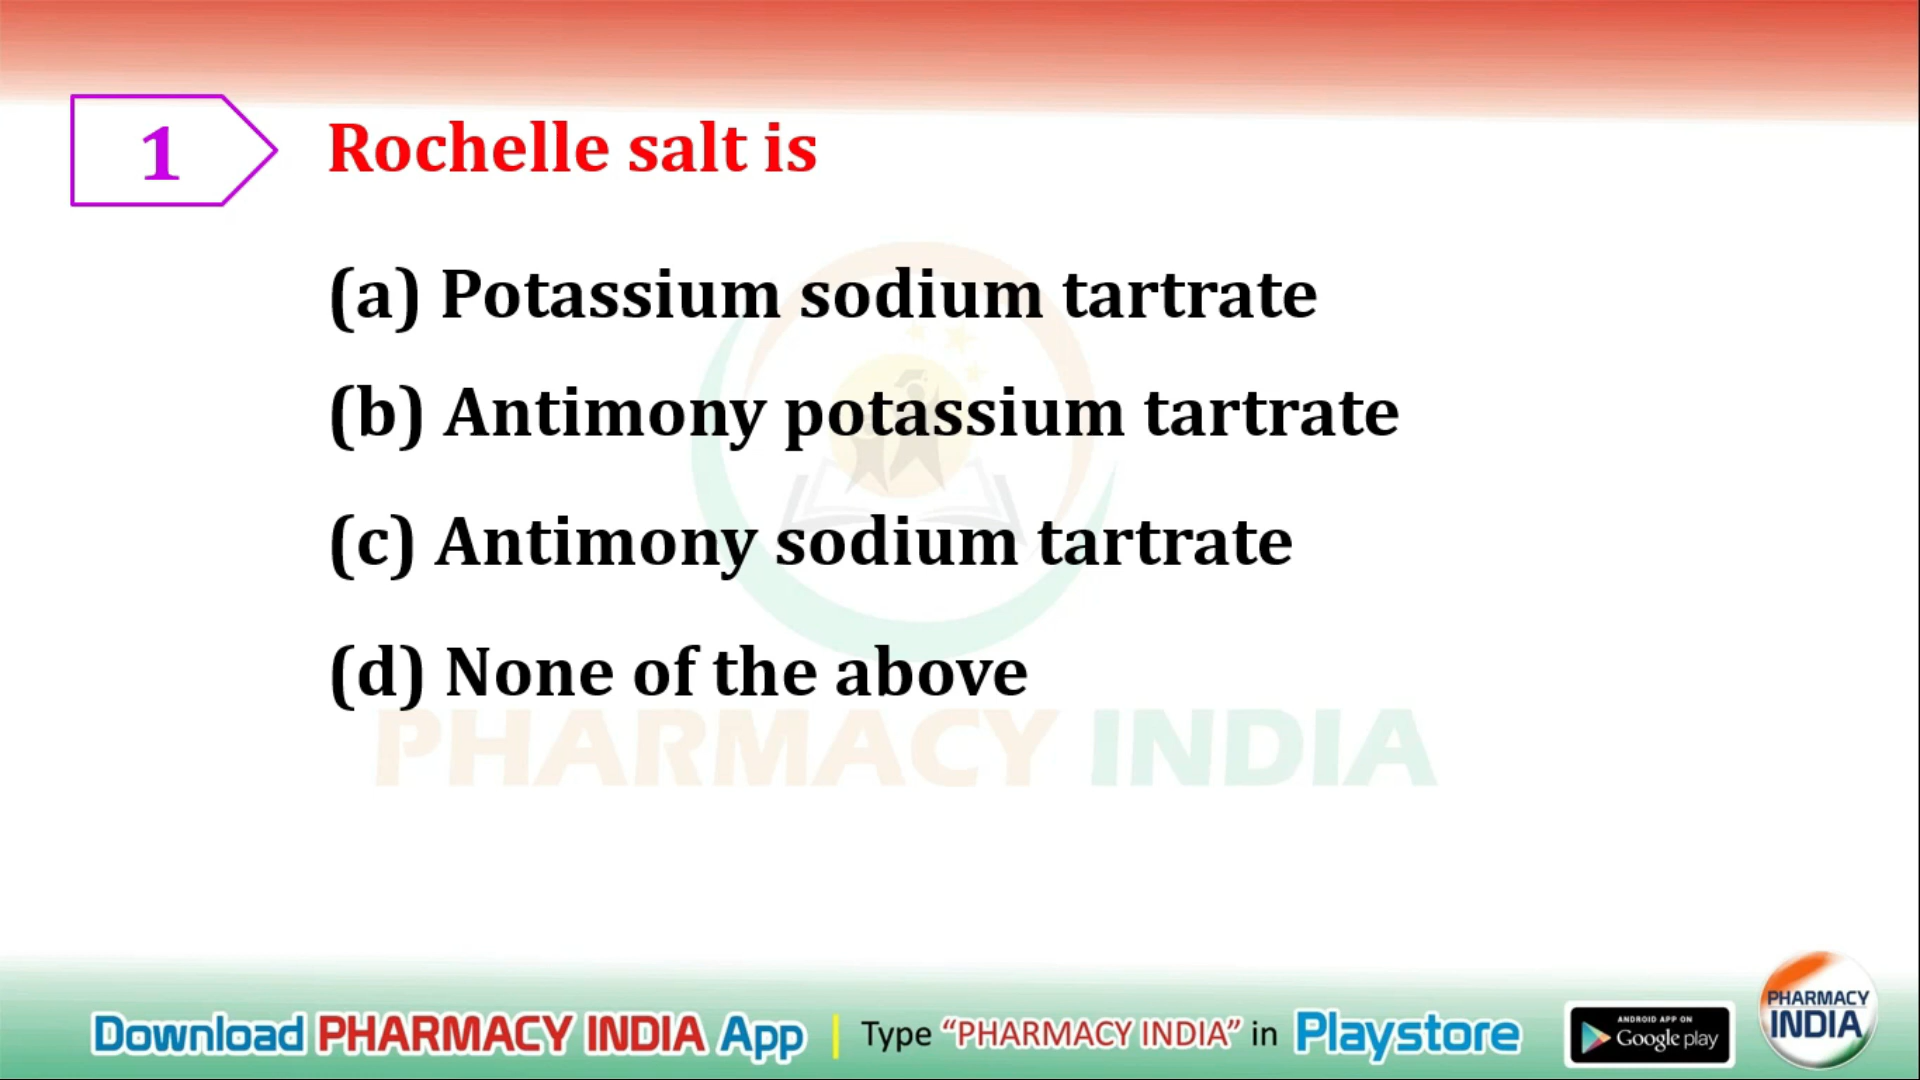 1
Rochelle salt is
(a) Potassium sodium tartrate
(b) Antimony potassium tartrate
(c) Antimony sodium tartrate
(d) None of the above
PHARMACY INDIA
Download PHARMACY INDIA App | Type “PHARMACY INDIA” in Playstore
ANDROID APP ON
Google play
PHARMACY
INDIA